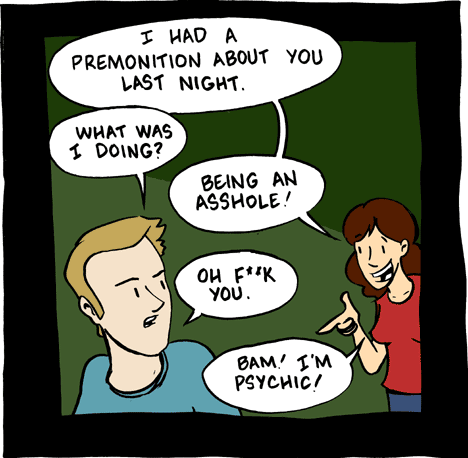 I HAD A
PREMONITION ABOUT YOU
LAST NIGHT.
WHAT WAS
I DOING?
BEING AN
ASSHOLE!
OH F**K
YOU.
BAM! I'M
PSYCHIC!